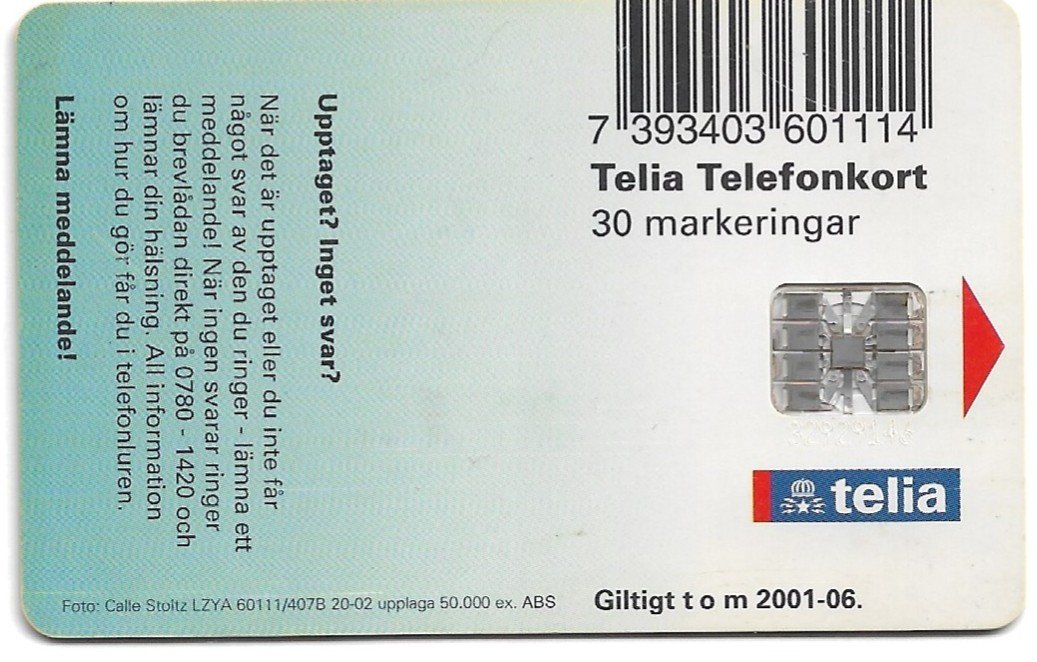 7 393403 601114
Telia Telefonkort
30 markeringar
32929146
telia
Giltigt t o m 2001-06.
Upptaget? Inget svar?
När det är upptaget eller du inte får
något svar av den du ringer - lämna ett
meddelande! När ingen svarar ringer
du brevlådan direkt på 0780 - 1420 och
lämnar din hälsning. All information
om hur du gör får du i telefonluren.
Lämna meddelande!
Foto: Calle Stoltz LZYA 60111/407B 20-02 upplaga 50.000 ex. ABS